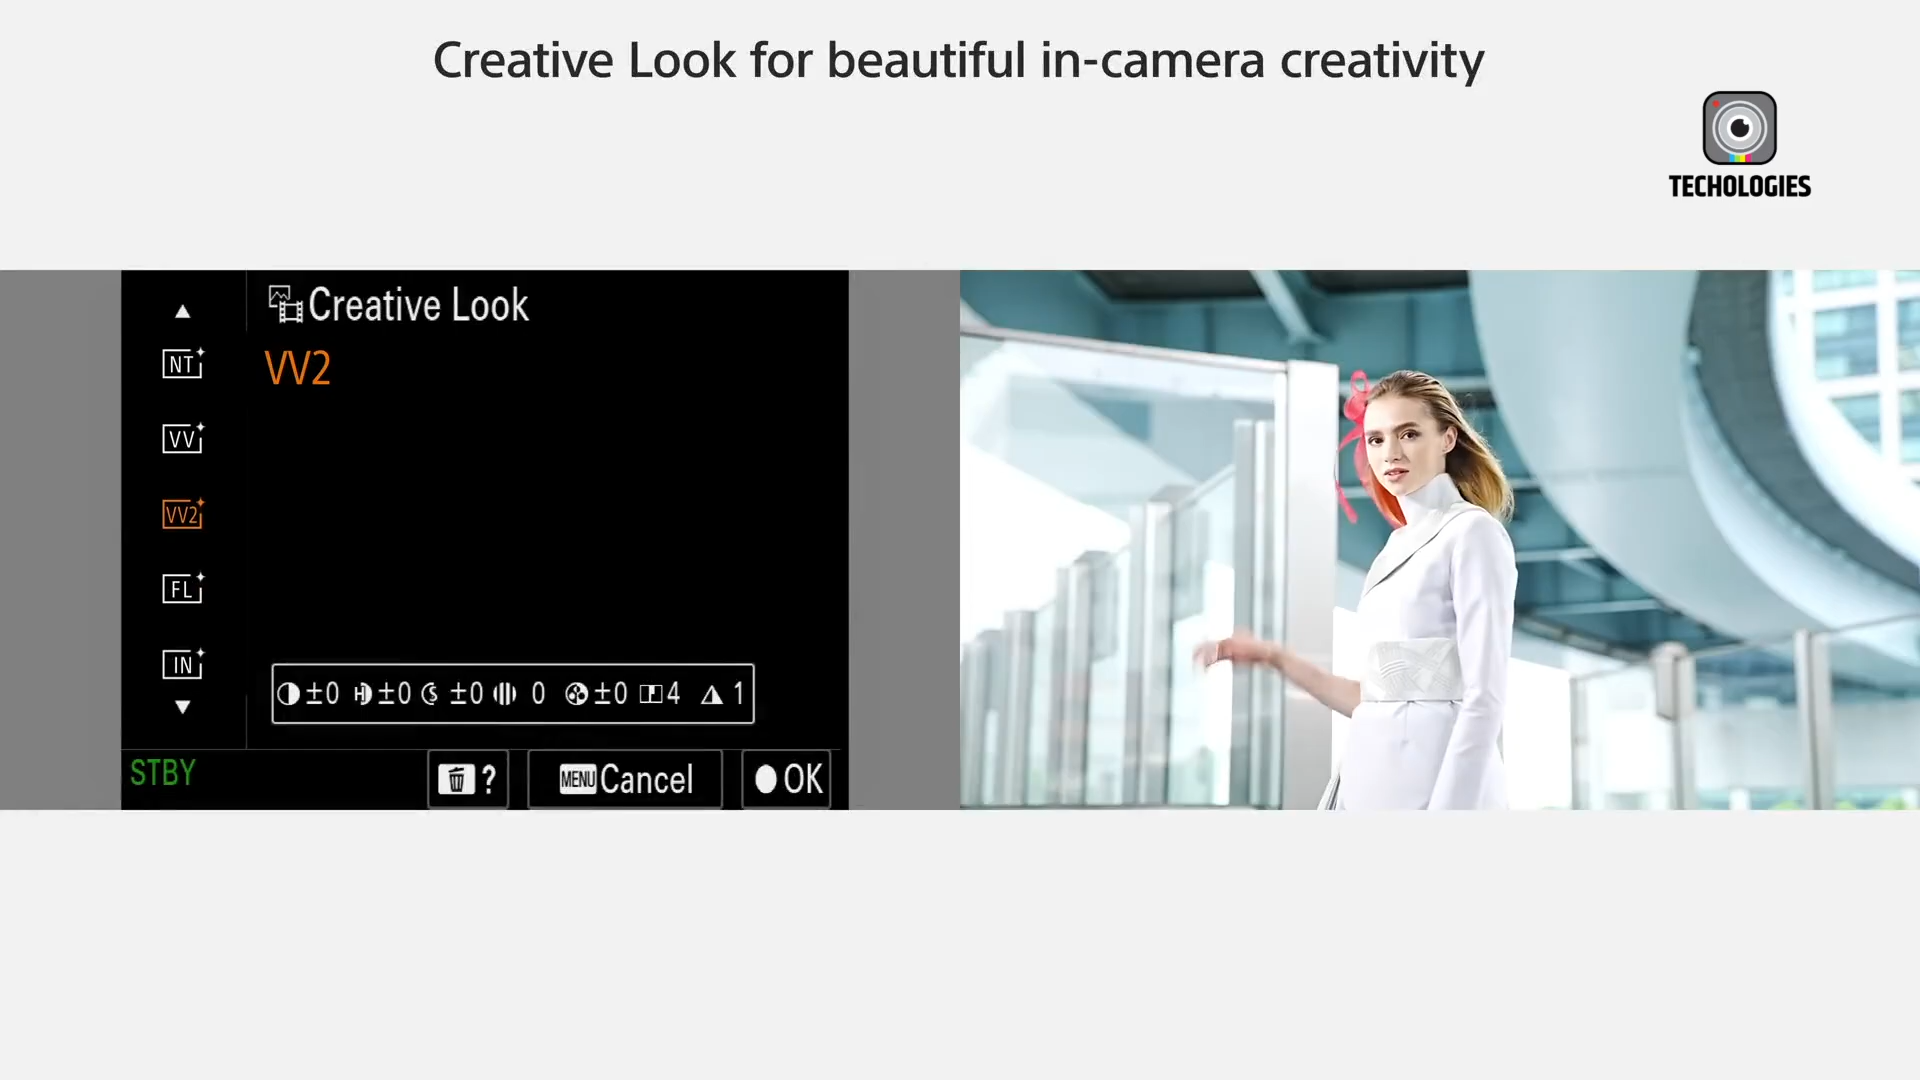 Creative Look for beautiful in-camera creativity
TECHOLOGIES
Creative Look
VV2
NT
VV
VV2
FL
IN
±0 ±0 ±0 0 ±0 4 1
STBY
? MENU Cancel OK